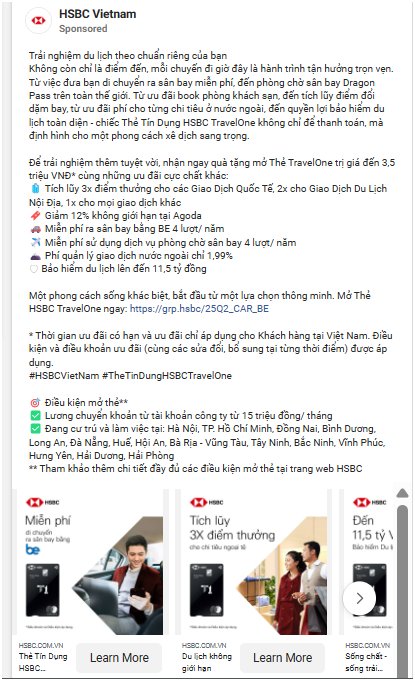 HSBC Vietnam
Sponsored
Trải nghiệm du lịch theo chuẩn riêng của bạn
Không còn chỉ là điểm đến, mỗi chuyến đi giờ đây là hành trình tận hưởng trọn vẹn.
Từ việc đưa bạn di chuyển ra sân bay miễn phí, đến phòng chờ sân bay Dragon
Pass trên toàn thế giới. Từ ưu đãi book phòng khách sạn, đến tích lũy điểm đổi
dặm bay, từ ưu đãi phí cho từng chi tiêu ở nước ngoài, đến quyền lợi bảo hiểm du
lịch toàn diện - chiếc Thẻ Tín Dụng HSBC TravelOne không chỉ để thanh toán, mà
định hình cho một phong cách xê dịch sang trọng.
Để trải nghiệm thêm tuyệt vời, nhận ngay quà tặng mở Thẻ TravelOne trị giá đến 3,5
triệu VNĐ* cùng những ưu đãi cực chất khác:
🧳 Tích lũy 3x điểm thưởng cho các Giao Dịch Quốc Tế, 2x cho Giao Dịch Du Lịch
Nội Địa, 1x cho mọi giao dịch khác
🎫 Giảm 12% không giới hạn tại Agoda
🚗 Miễn phí ra sân bay bằng BE 4 lượt/ năm
✈️ Miễn phí sử dụng dịch vụ phòng chờ sân bay 4 lượt/ năm
🌄 Phí quản lý giao dịch nước ngoài chỉ 1,99%
🛡 Bảo hiểm du lịch lên đến 11,5 tỷ đồng
Một phong cách sống khác biệt, bắt đầu từ một lựa chọn thông minh. Mở Thẻ
HSBC TravelOne ngay: https://grp.hsbc/25Q2_CAR_BE
* Thời gian ưu đãi có hạn và ưu đãi chỉ áp dụng cho Khách hàng tại Việt Nam. Điều
kiện và điều khoản ưu đãi (cùng các sửa đổi, bổ sung tại từng thời điểm) được áp
dụng.
#HSBCVietNam #TheTinDungHSBCTravelOne
🎯 Điều kiện mở thẻ**
✅ Lương chuyển khoản từ tài khoản công ty từ 15 triệu đồng/ tháng
✅ Đang cư trú và làm việc tại: Hà Nội, TP. Hồ Chí Minh, Đồng Nai, Bình Dương,
Long An, Đà Nẵng, Huế, Hội An, Bà Rịa - Vũng Tàu, Tây Ninh, Bắc Ninh, Vĩnh Phúc,
Hưng Yên, Hải Dương, Hải Phòng
** Tham khảo thêm chi tiết đầy đủ các điều kiện mở thẻ tại trang web HSBC
HSBC
Miễn phí
di chuyển
ra sân bay bằng
be
HSBC
Tích lũy
3X điểm thưởng
cho chi tiêu ngoại tệ
HSBC
Đến
11,5 T
Bảo Hiểm Du L
HSBC.COM.VN
Thẻ Tín Dụng
HSBC...
Learn More
HSBC.COM.VN
Du lịch không
giới hạn
Learn More
HSBC.COM.VN
Sống chất -
sống trải...